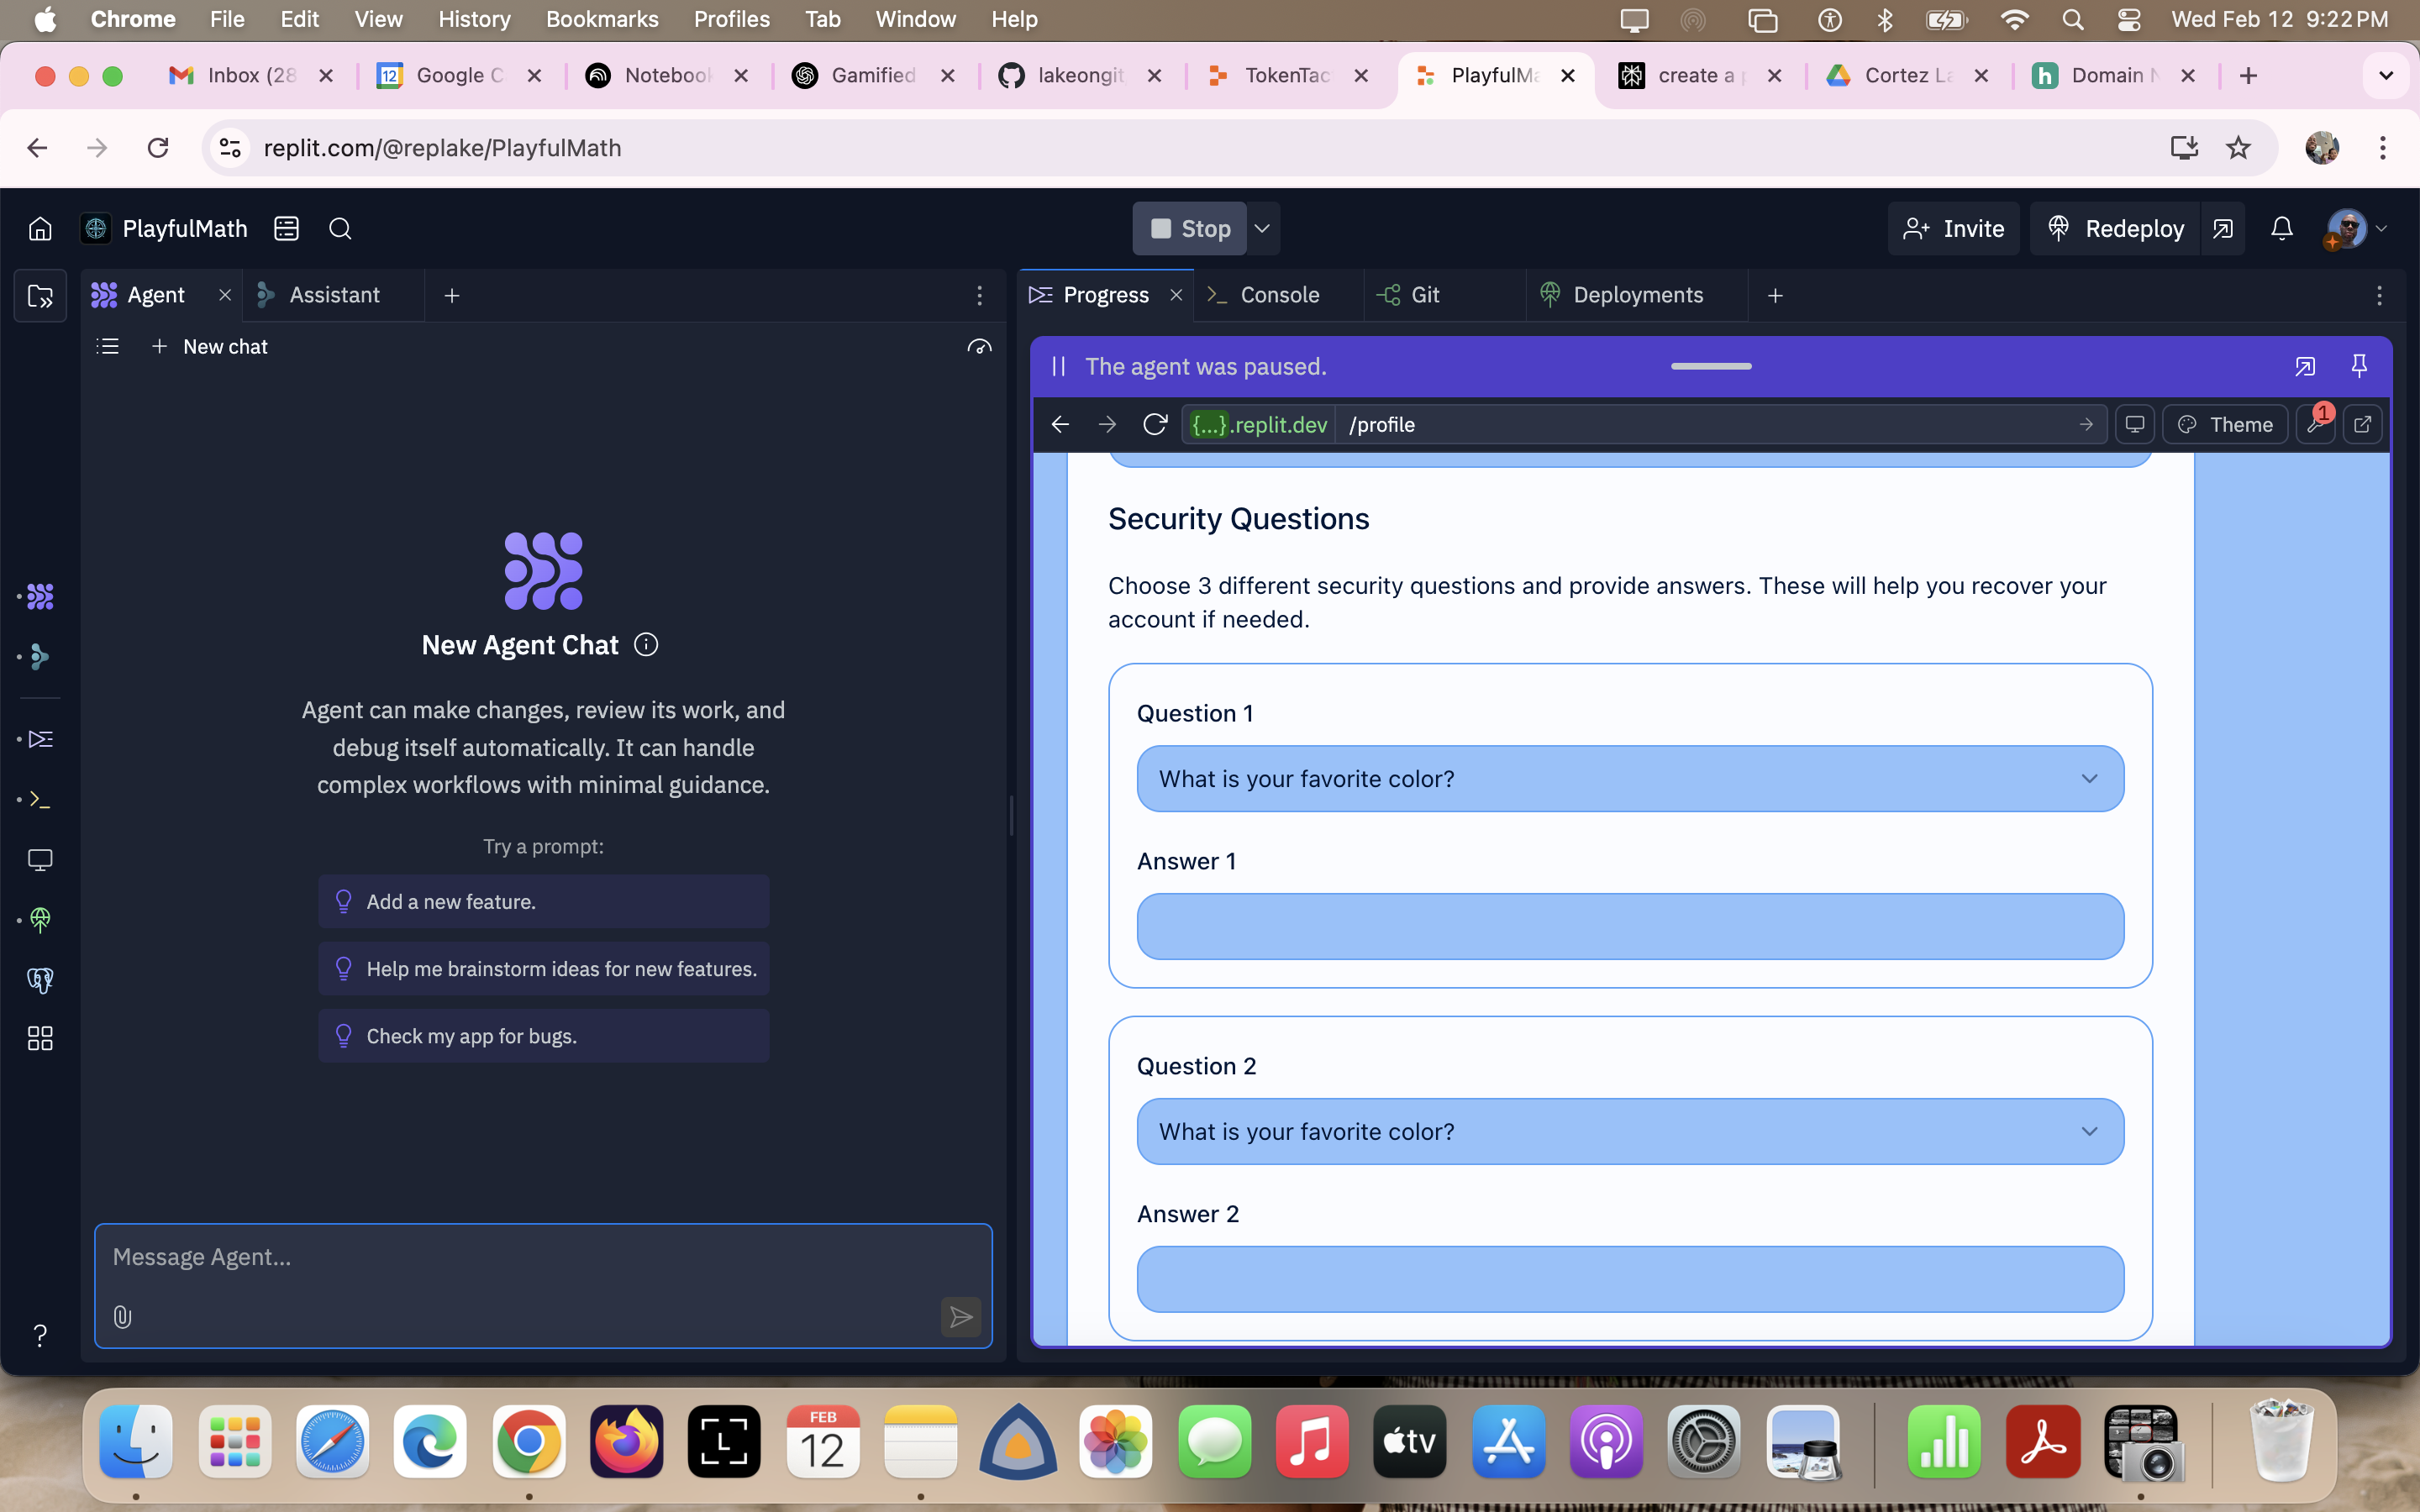 Chrome File Edit View History Bookmarks Profiles Tab Window Help Wed Feb 12 9:22 PM
Inbox (28 Google C Notebook Gamified lakeongit TokenTac PlayfulMa create a p Cortez La Domain N
replit.com/@replake/PlayfulMath
PlayfulMath Stop Invite Redeploy
Agent Assistant Progress Console Git Deployments
New chat
The agent was paused.
{...}.replit.dev /profile Theme 1
New Agent Chat
Agent can make changes, review its work, and
debug itself automatically. It can handle
complex workflows with minimal guidance.
Try a prompt:
Add a new feature.
Help me brainstorm ideas for new features.
Check my app for bugs.
Message Agent...
Security Questions
Choose 3 different security questions and provide answers. These will help you recover your
account if needed.
Question 1
What is your favorite color?
Answer 1
Question 2
What is your favorite color?
Answer 2
FEB
12
tv